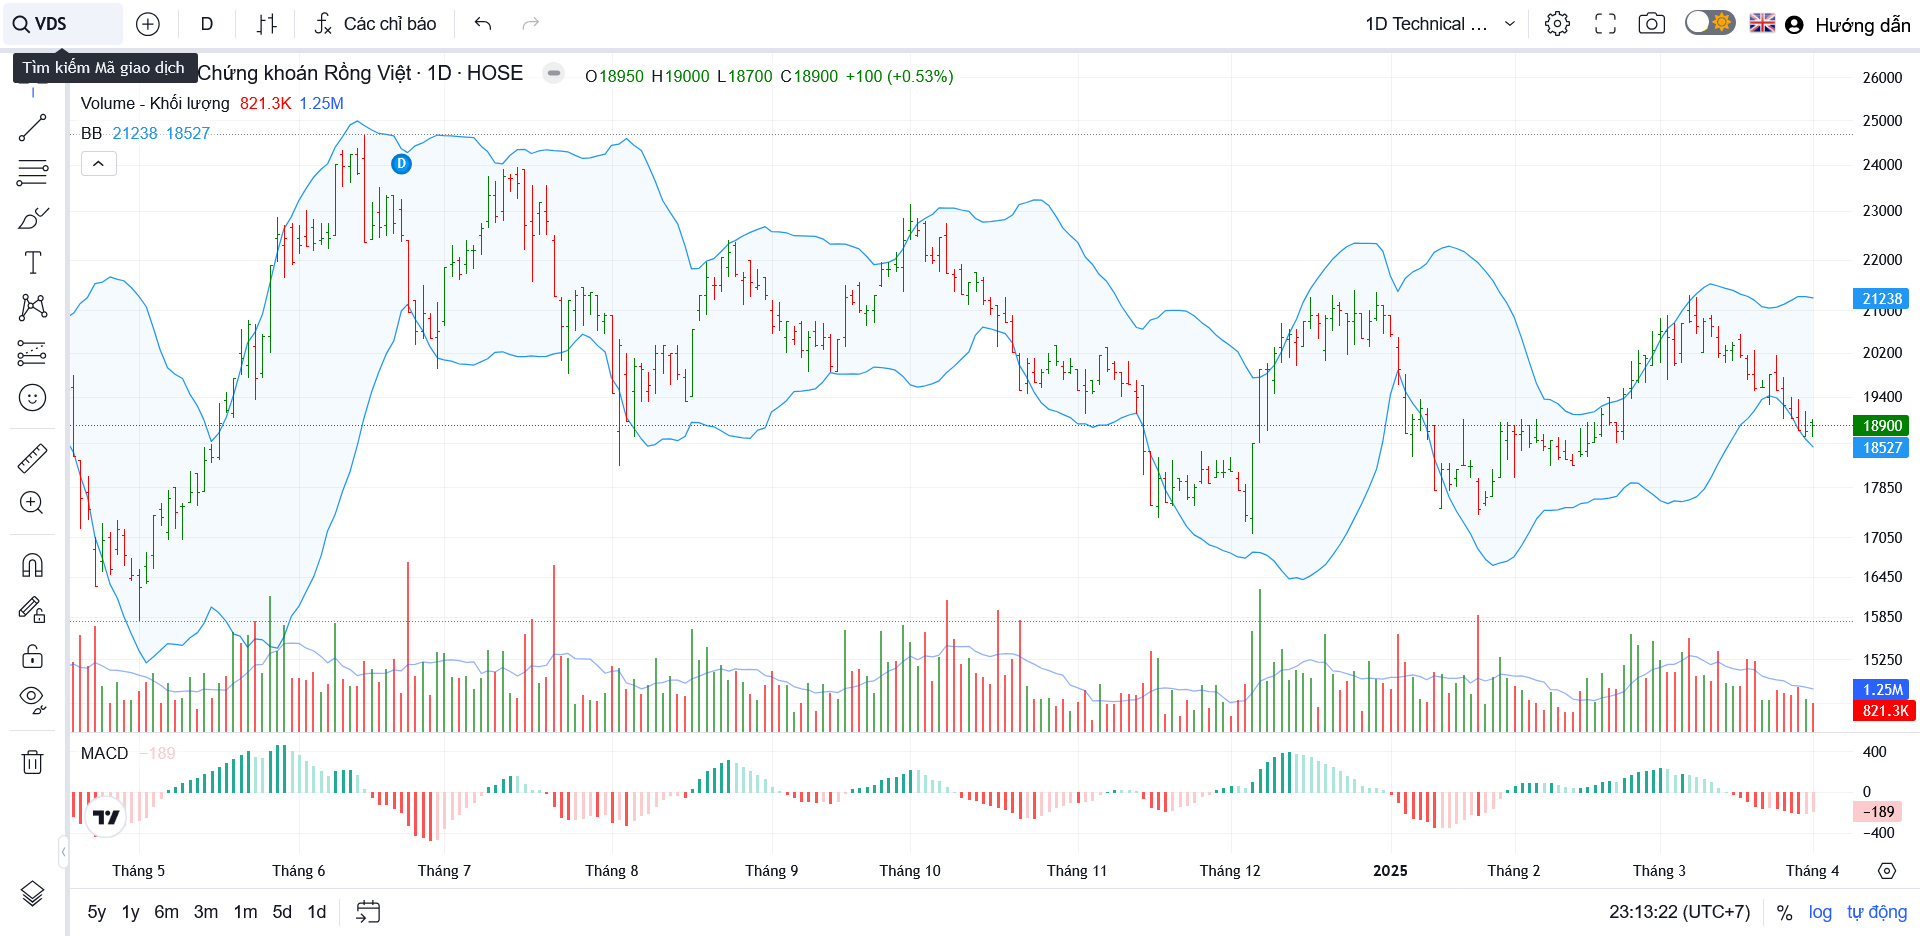 VDS
D
Các chỉ báo
1D Technical ...
Hướng dẫn
Tìm kiếm Mã giao dịch
Chứng khoán Rồng Việt · 1D · HOSE
O18950 H19000 L18700 C18900 +100 (+0.53%)
Volume - Khối lượng 821.3K 1.25M
BB 21238 18527
D
26000
25000
24000
23000
22000
21238
21000
20200
19400
18900
18527
17850
17050
16450
15850
15250
1.25M
821.3K
MACD −189
400
0
−189
−400
Tháng 5
Tháng 6
Tháng 7
Tháng 8
Tháng 9
Tháng 10
Tháng 11
Tháng 12
2025
Tháng 2
Tháng 3
Tháng 4
5y 1y 6m 3m 1m 5d 1d
23:13:22 (UTC+7)
%
log
tự động